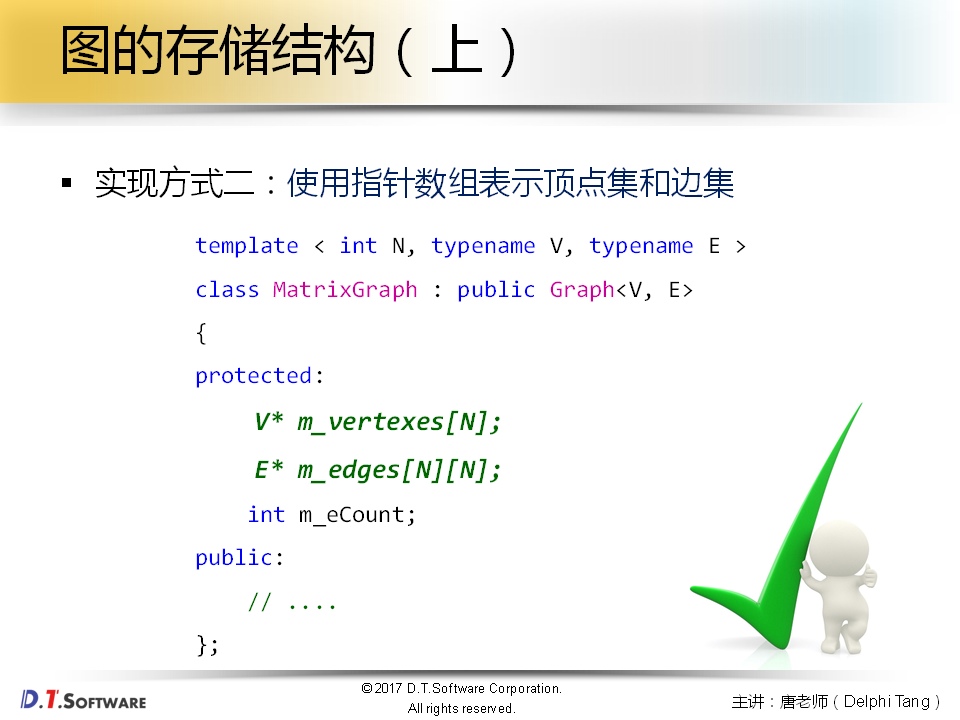 图的存储结构（上）
▪ 实现方式二：使用指针数组表示顶点集和边集
template < int N, typename V, typename E >
class MatrixGraph : public Graph<V, E>
{
protected:
V* m_vertexes[N];
E* m_edges[N][N];
int m_eCount;
public:
// ....
};
D.T.SOFTWARE
©2017 D.T.Software Corporation.
All rights reserved.
主讲：唐老师（Delphi Tang）